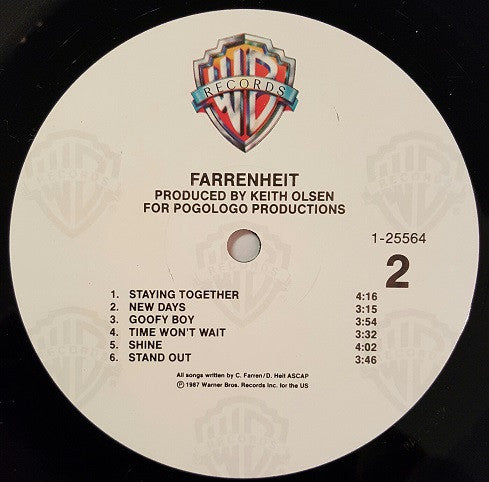 WB
RECORDS
FARRENHEIT
PRODUCED BY KEITH OLSEN
FOR POGOLOGO PRODUCTIONS
1-25564
2
1. STAYING TOGETHER 4:16
2. NEW DAYS 3:15
3. GOOFY BOY 3:54
4. TIME WON'T WAIT 3:32
5. SHINE 4:02
6. STAND OUT 3:46
All songs written by C. Farren/D. Heit ASCAP
℗ 1987 Warner Bros. Records Inc. for the US